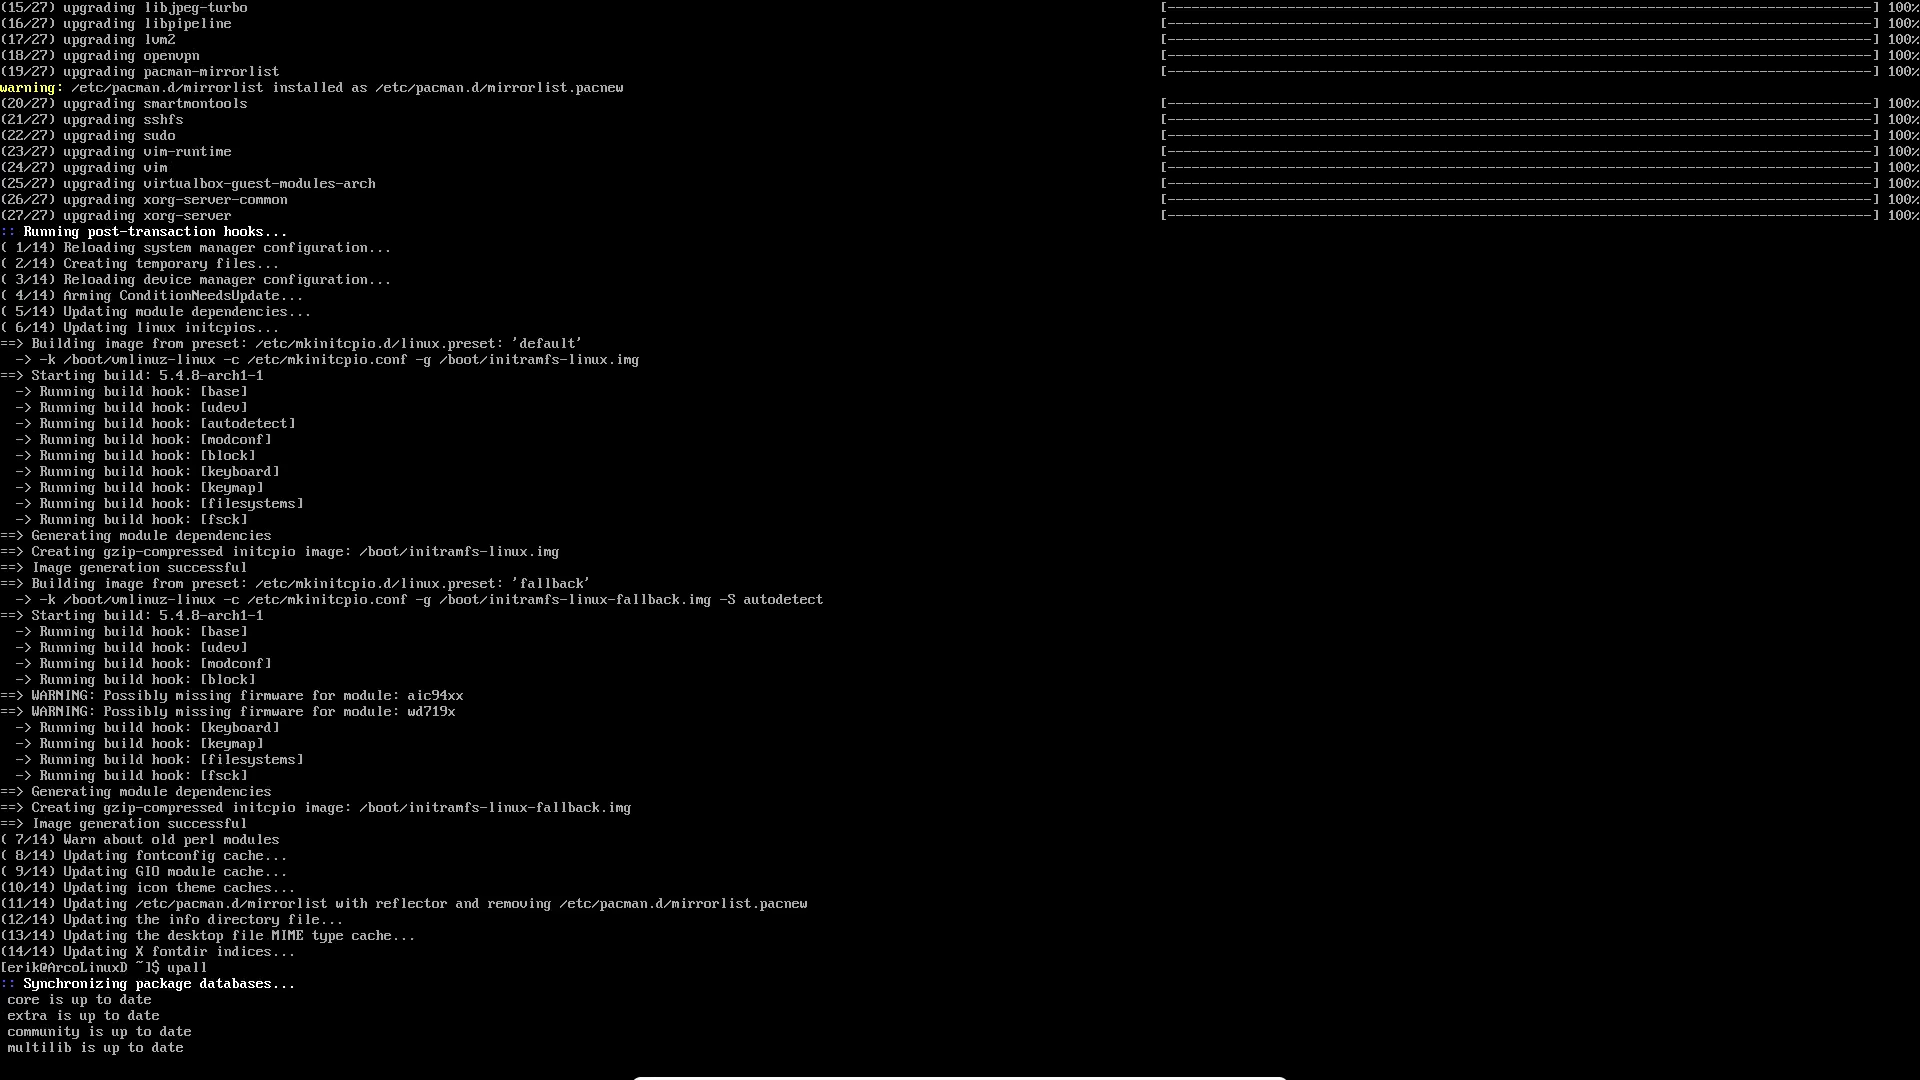 (15/27) upgrading libjpeg-turbo [----------------------------------------------------------------------------------------] 100%
(16/27) upgrading libpipeline [----------------------------------------------------------------------------------------] 100%
(17/27) upgrading lvm2 [----------------------------------------------------------------------------------------] 100%
(18/27) upgrading openvpn [----------------------------------------------------------------------------------------] 100%
(19/27) upgrading pacman-mirrorlist [----------------------------------------------------------------------------------------] 100%
warning: /etc/pacman.d/mirrorlist installed as /etc/pacman.d/mirrorlist.pacnew
(20/27) upgrading smartmontools [----------------------------------------------------------------------------------------] 100%
(21/27) upgrading sshfs [----------------------------------------------------------------------------------------] 100%
(22/27) upgrading sudo [----------------------------------------------------------------------------------------] 100%
(23/27) upgrading vim-runtime [----------------------------------------------------------------------------------------] 100%
(24/27) upgrading vim [----------------------------------------------------------------------------------------] 100%
(25/27) upgrading virtualbox-guest-modules-arch [----------------------------------------------------------------------------------------] 100%
(26/27) upgrading xorg-server-common [----------------------------------------------------------------------------------------] 100%
(27/27) upgrading xorg-server [----------------------------------------------------------------------------------------] 100%
:: Running post-transaction hooks...
( 1/14) Reloading system manager configuration...
( 2/14) Creating temporary files...
( 3/14) Reloading device manager configuration...
( 4/14) Arming ConditionNeedsUpdate...
( 5/14) Updating module dependencies...
( 6/14) Updating linux initcpios...
==> Building image from preset: /etc/mkinitcpio.d/linux.preset: 'default'
  -> -k /boot/vmlinuz-linux -c /etc/mkinitcpio.conf -g /boot/initramfs-linux.img
==> Starting build: 5.4.8-arch1-1
  -> Running build hook: [base]
  -> Running build hook: [udev]
  -> Running build hook: [autodetect]
  -> Running build hook: [modconf]
  -> Running build hook: [block]
  -> Running build hook: [keyboard]
  -> Running build hook: [keymap]
  -> Running build hook: [filesystems]
  -> Running build hook: [fsck]
==> Generating module dependencies
==> Creating gzip-compressed initcpio image: /boot/initramfs-linux.img
==> Image generation successful
==> Building image from preset: /etc/mkinitcpio.d/linux.preset: 'fallback'
  -> -k /boot/vmlinuz-linux -c /etc/mkinitcpio.conf -g /boot/initramfs-linux-fallback.img -S autodetect
==> Starting build: 5.4.8-arch1-1
  -> Running build hook: [base]
  -> Running build hook: [udev]
  -> Running build hook: [modconf]
  -> Running build hook: [block]
==> WARNING: Possibly missing firmware for module: aic94xx
==> WARNING: Possibly missing firmware for module: wd719x
  -> Running build hook: [keyboard]
  -> Running build hook: [keymap]
  -> Running build hook: [filesystems]
  -> Running build hook: [fsck]
==> Generating module dependencies
==> Creating gzip-compressed initcpio image: /boot/initramfs-linux-fallback.img
==> Image generation successful
( 7/14) Warn about old perl modules
( 8/14) Updating fontconfig cache...
( 9/14) Updating GIO module cache...
(10/14) Updating icon theme caches...
(11/14) Updating /etc/pacman.d/mirrorlist with reflector and removing /etc/pacman.d/mirrorlist.pacnew
(12/14) Updating the info directory file...
(13/14) Updating the desktop file MIME type cache...
(14/14) Updating X fontdir indices...
[erik@ArcoLinuxD ~]$ upall
:: Synchronizing package databases...
 core is up to date
 extra is up to date
 community is up to date
 multilib is up to date